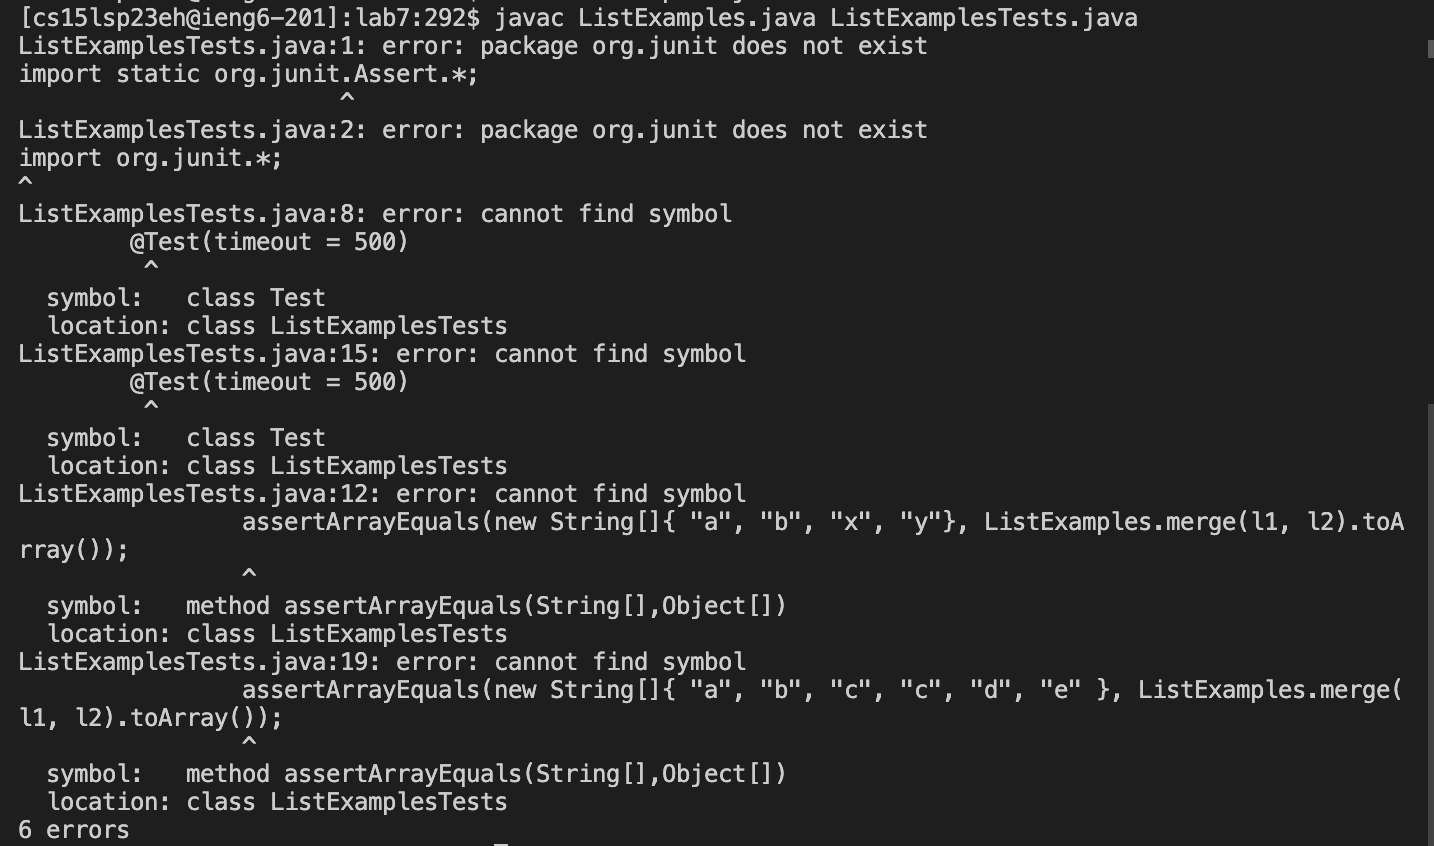 [cs15lsp23eh@ieng6-201]:lab7:292$ javac ListExamples.java ListExamplesTests.java
ListExamplesTests.java:1: error: package org.junit does not exist
import static org.junit.Assert.*;
^
ListExamplesTests.java:2: error: package org.junit does not exist
import org.junit.*;
^
ListExamplesTests.java:8: error: cannot find symbol
@Test(timeout = 500)
^
symbol:   class Test
location: class ListExamplesTests
ListExamplesTests.java:15: error: cannot find symbol
@Test(timeout = 500)
^
symbol:   class Test
location: class ListExamplesTests
ListExamplesTests.java:12: error: cannot find symbol
assertArrayEquals(new String[]{ "a", "b", "x", "y"}, ListExamples.merge(l1, l2).toA
rray());
^
symbol:   method assertArrayEquals(String[],Object[])
location: class ListExamplesTests
ListExamplesTests.java:19: error: cannot find symbol
assertArrayEquals(new String[]{ "a", "b", "c", "c", "d", "e" }, ListExamples.merge(
l1, l2).toArray());
^
symbol:   method assertArrayEquals(String[],Object[])
location: class ListExamplesTests
6 errors